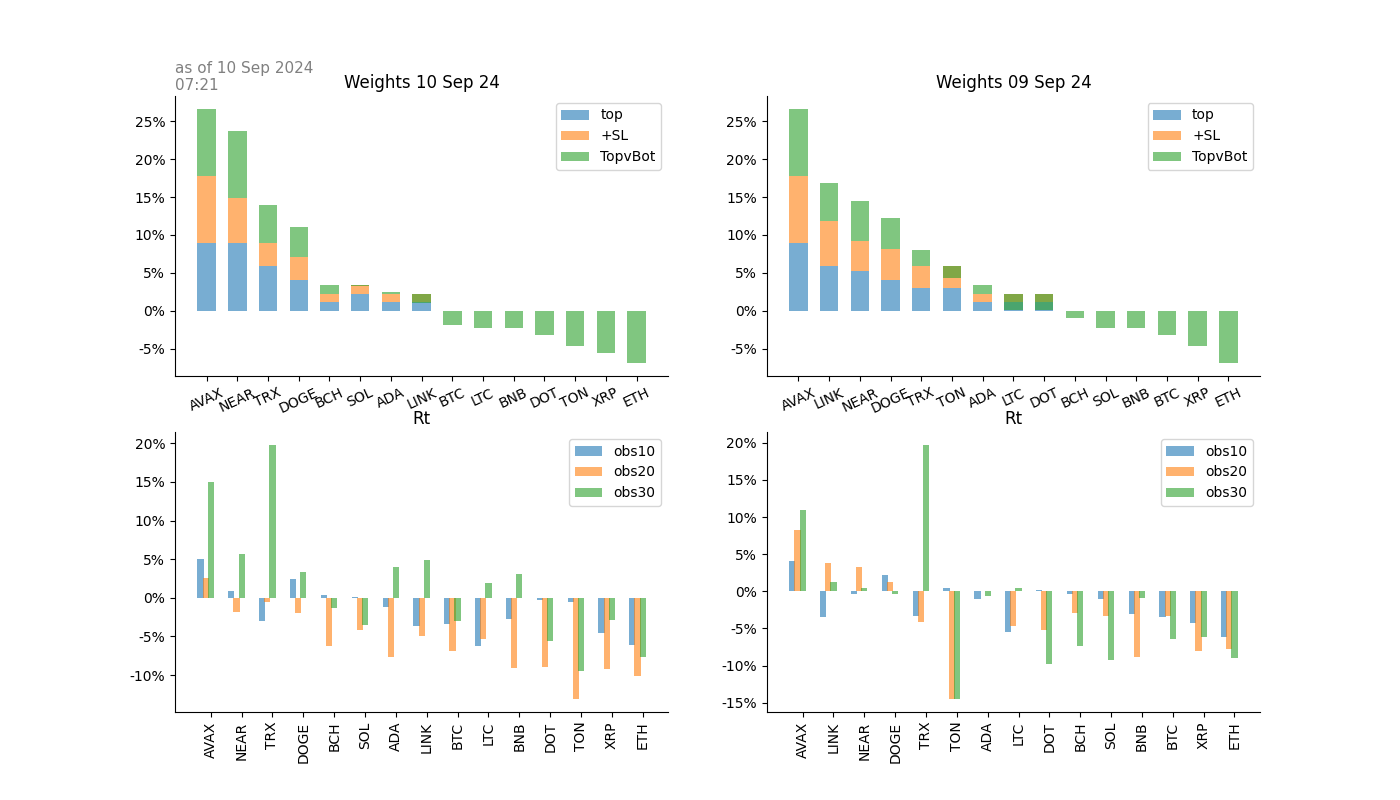 as of 10 Sep 2024
07:21
Weights 10 Sep 24
25%
20%
15%
10%
5%
0%
-5%
top
+SL
TopvBot
AVAX NEAR TRX DOGE BCH SOL ADA LINK BTC LTC BNB DOT TON XRP ETH
Weights 09 Sep 24
25%
20%
15%
10%
5%
0%
-5%
top
+SL
TopvBot
AVAX LINK NEAR DOGE TRX TON ADA LTC DOT BCH SOL BNB BTC XRP ETH
Rt
20%
15%
10%
5%
0%
-5%
-10%
obs10
obs20
obs30
AVAX NEAR TRX DOGE BCH SOL ADA LINK BTC LTC BNB DOT TON XRP ETH
Rt
20%
15%
10%
5%
0%
-5%
-10%
-15%
obs10
obs20
obs30
AVAX LINK NEAR DOGE TRX TON ADA LTC DOT BCH SOL BNB BTC XRP ETH